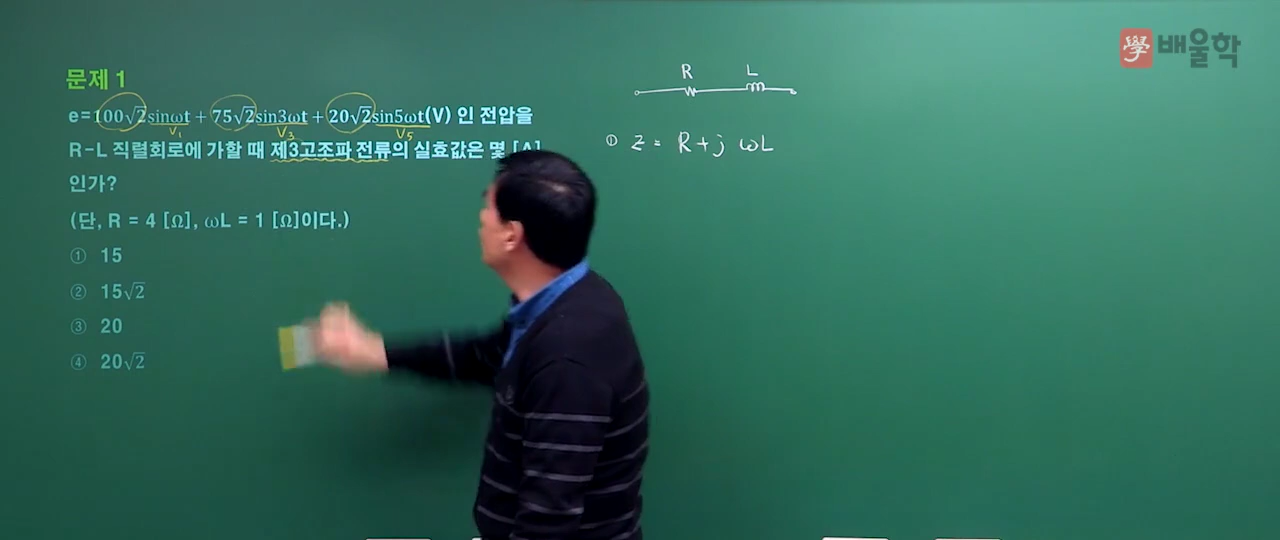 學 배울학
문제 1
e=100√2sinωt + 75√2sin3ωt + 20√2sin5ωt(V) 인 전압을
V₁ V₃ V₅
R-L 직렬회로에 가할 때 제3고조파 전류의 실효값은 몇 [A]
인가?
(단, R = 4 [Ω], ωL = 1 [Ω]이다.)
① 15
② 15√2
③ 20
④ 20√2
R L
① Z = R + j ωL